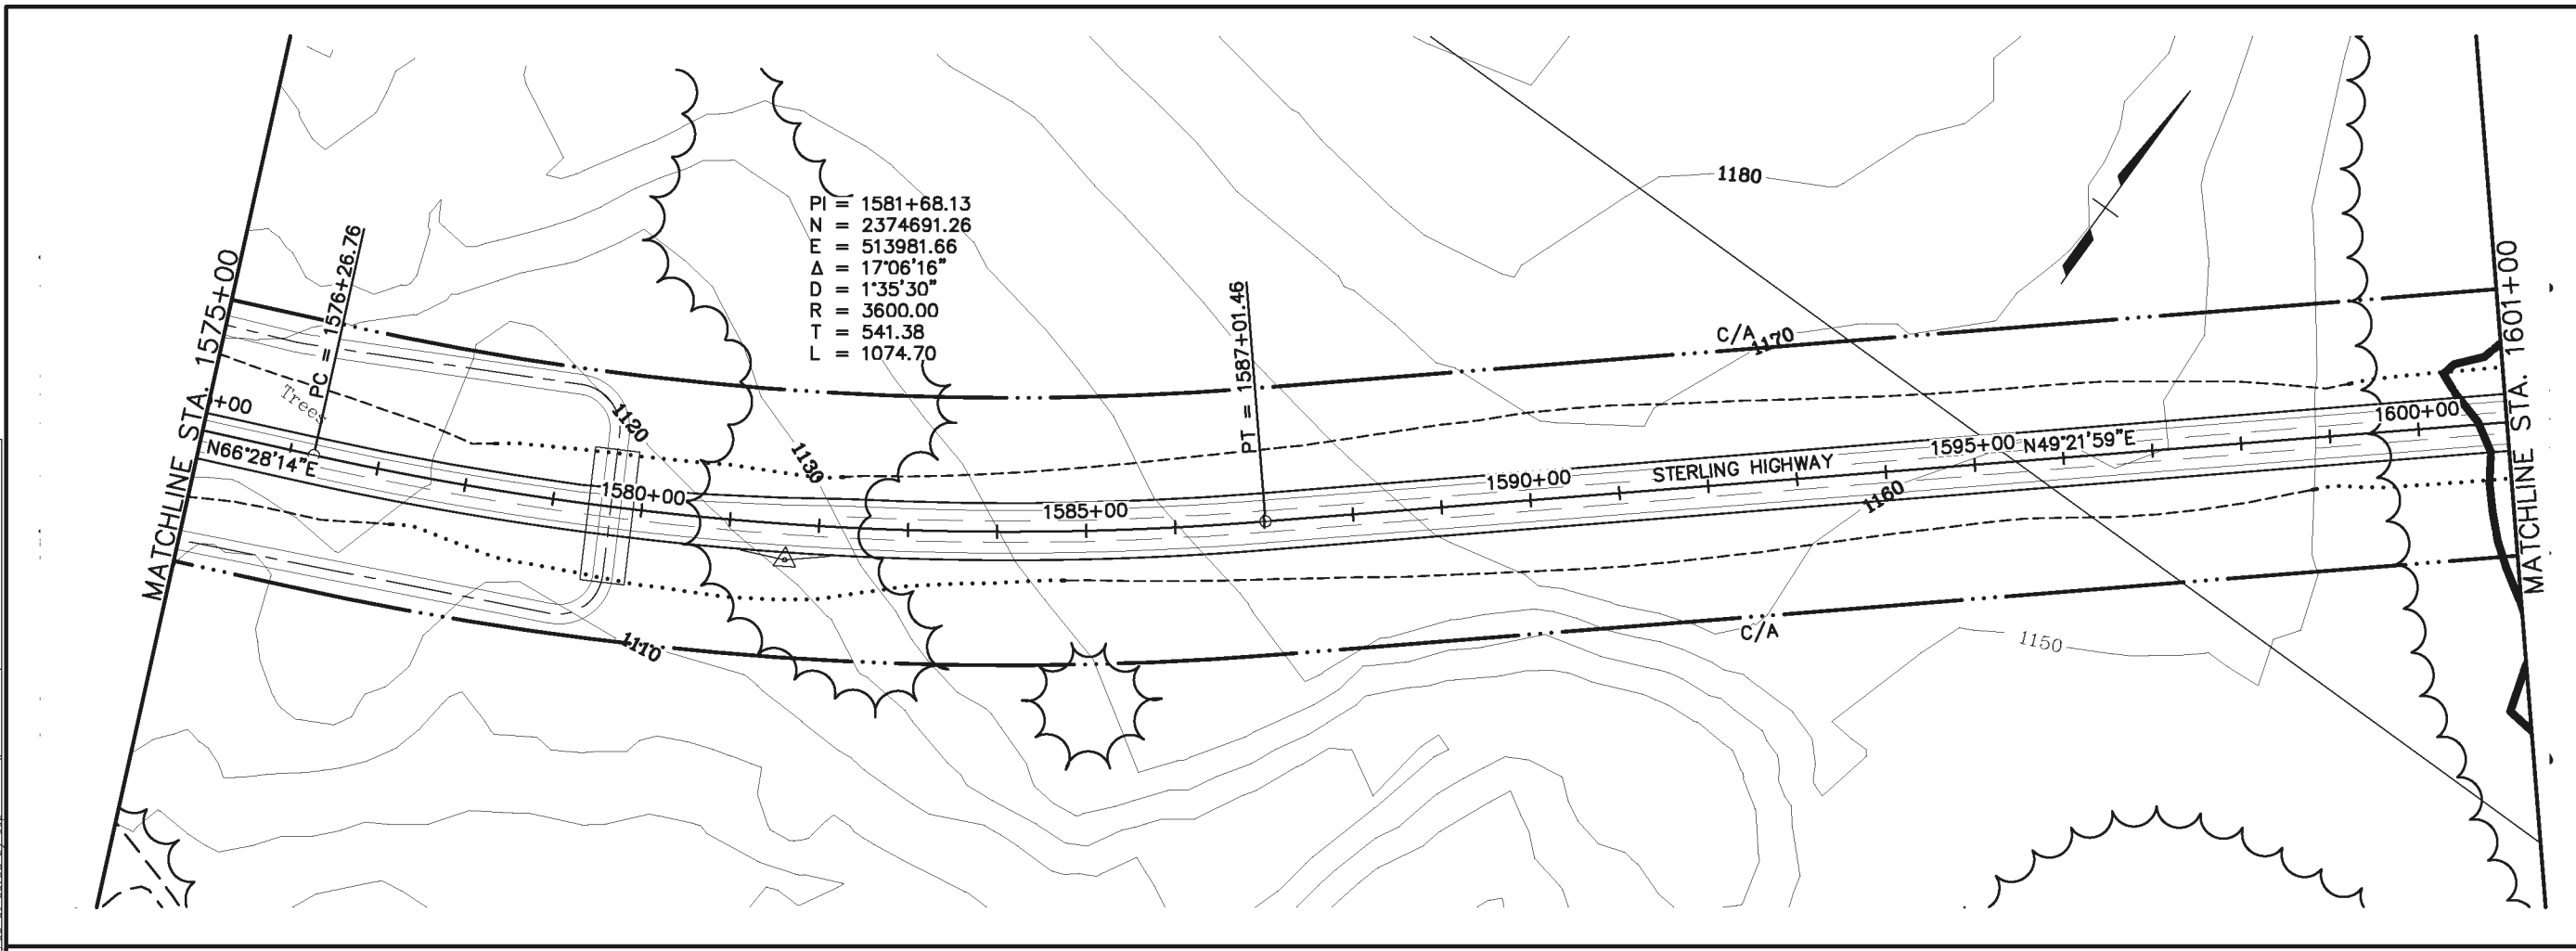 MATCHLINE STA. 1575+00
PC = 1576+26.76
PI = 1581+68.13
N = 2374691.26
E = 513981.66
Δ = 17°06'16"
D = 1°35'30"
R = 3600.00
T = 541.38
L = 1074.70
PT = 1587+01.46
1180
C/A
1170
Trees
+00
N66°28'14"E
1120
1130
1580+00
1585+00
1590+00
STERLING HIGHWAY
1595+00
N49°21'59"E
1600+00
1160
1110
C/A
1150
MATCHLINE STA. 1601+00